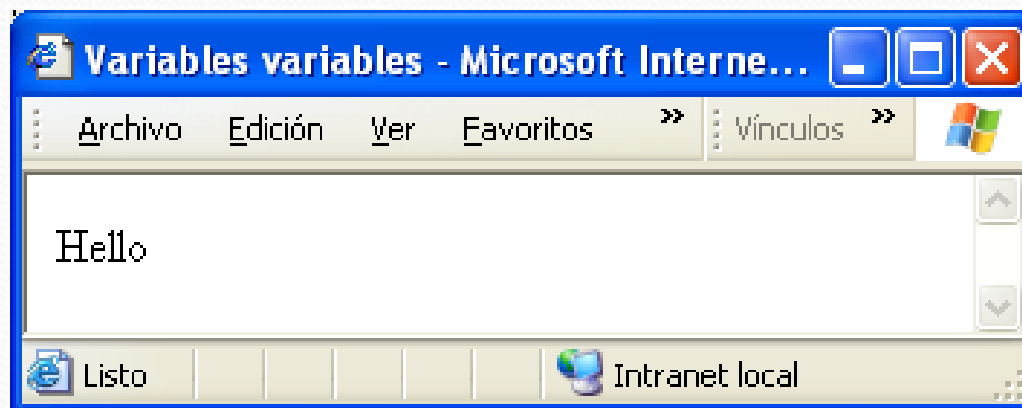 Variables variables - Microsoft Interne...
Archivo Edición Ver Favoritos » Vínculos »
Hello
Listo Intranet local